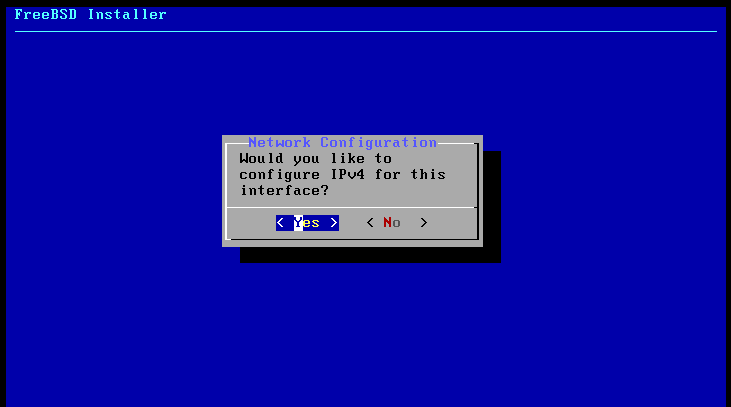 FreeBSD Installer
Network Configuration
Would you like to
configure IPv4 for this
interface?
< Yes > < No >